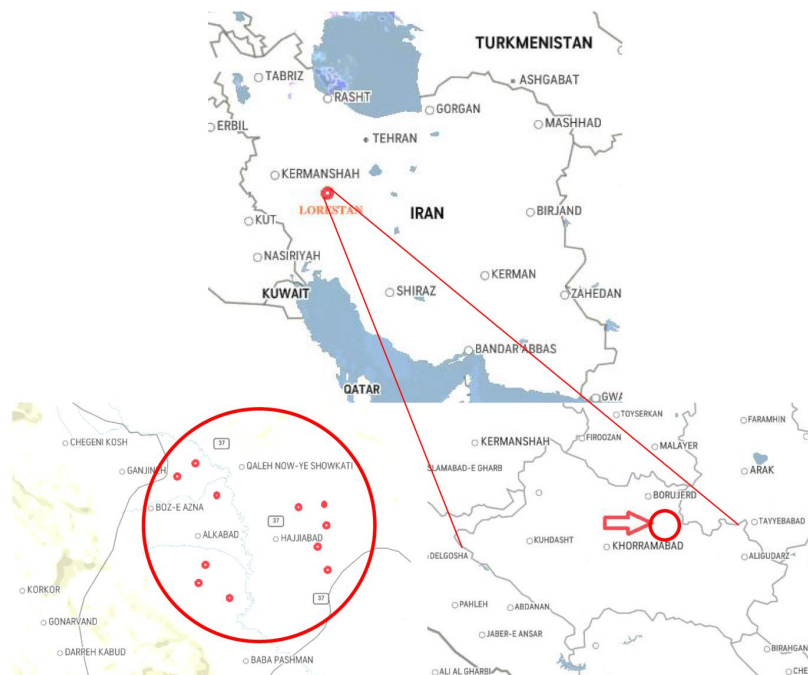 TURKMENISTAN
TABRIZ
ASHGABAT
RASHT
GORGAN
ERBIL
MASHHAD
TEHRAN
KERMANSHAH
LORESTAN
IRAN
BIRJAND
KUT
NASIRIYAH
KERMAN
KUWAIT
SHIRAZ
ZAHEDAN
BANDAR ABBAS
QATAR
GWA
CHEGENI KOSH
37
QALEH NOW-YE SHOWKATI
GANJINEH
BOZ-E AZNA
37
ALKABAD
HAJJIABAD
KORKOR
37
GONARVAND
DARREH KABUD
BABA PASHMAN
TOYSERKAN
FARAMHIN
KERMANSHAH
FIROOZAN
MALAYER
SLAMABAD-E GHARB
ARAK
BORUJERD
TAYYEBABAD
KUHDASHT
KHORRAMABAD
DELGOSHA
ALIGUDARZ
PAHLEH
ABDANAN
JABER-E ANSAR
BIRAHGAN
ALI AL GHARBI
CHE